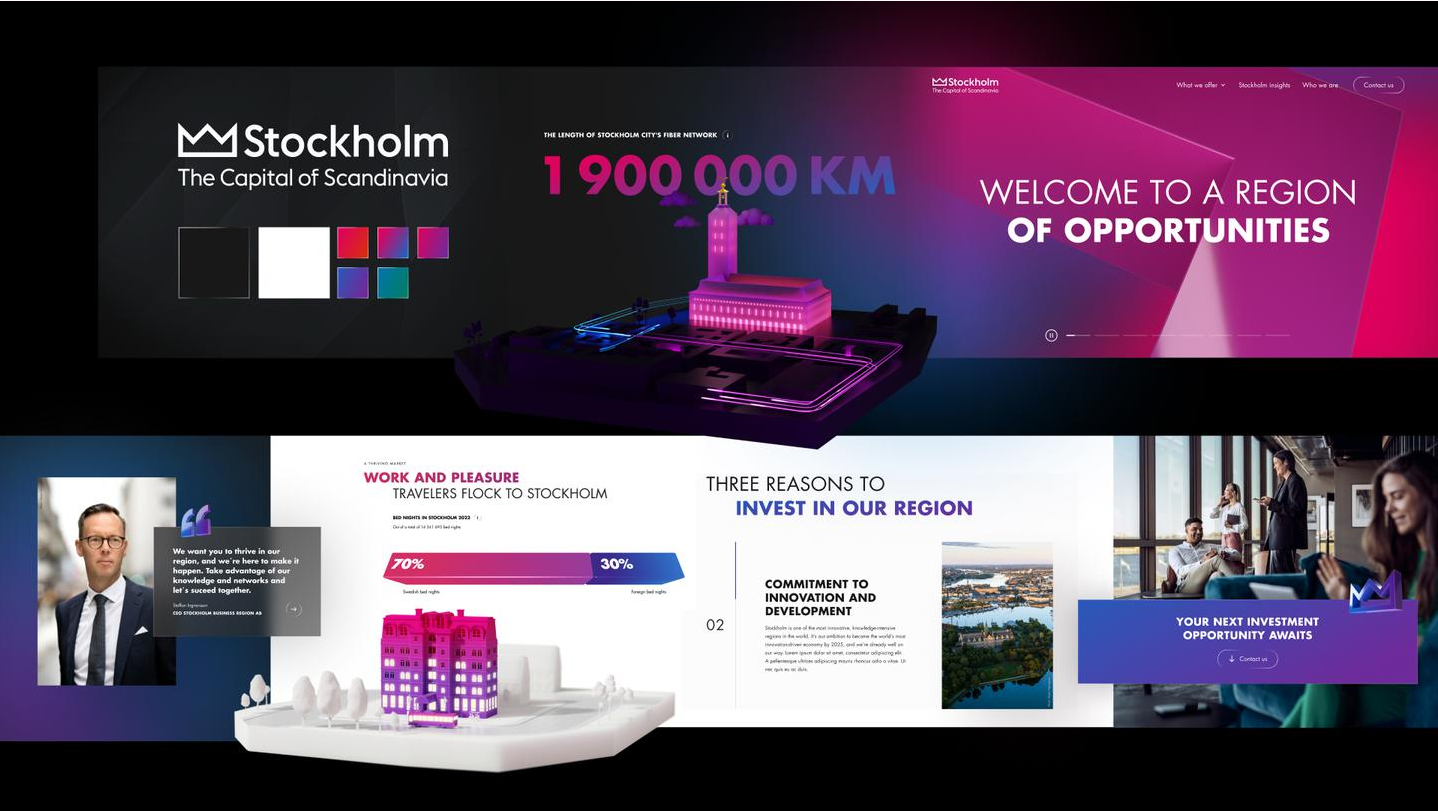 Stockholm
The Capital of Scandinavia
THE LENGTH OF STOCKHOLM CITY'S FIBER NETWORK i
1 900 000 KM
Stockholm
The Capital of Scandinavia
What we offer
Stockholm insights
Who we are
Contact us
WELCOME TO A REGION
OF OPPORTUNITIES
We want you to thrive in our
region, and we're here to make it
happen. Take advantage of our
knowledge and networks and
let's suceed together.
Staffan Ingvarsson
CEO STOCKHOLM BUSINESS REGION AB
A THRIVING MARKET
WORK AND PLEASURE
TRAVELERS FLOCK TO STOCKHOLM
BED NIGHTS IN STOCKHOLM 2022 i
Out of a total of 14 541 693 bed nights
70%
30%
Swedish bed nights
Foreign bed nights
THREE REASONS TO
INVEST IN OUR REGION
02
COMMITMENT TO
INNOVATION AND
DEVELOPMENT
Stockholm is one of the most innovative, knowledge-intensive
regions in the world. It's our ambition to become the world's most
innovation-driven economy by 2025, and we're already well on
our way. Lorem ipsum dolor sit amet, consectetur adipiscing elit.
A pellentesque ultrices adipiscing mauris rhoncus odio a vitae. Ut
nec quis eu ac duis.
YOUR NEXT INVESTMENT
OPPORTUNITY AWAITS
Contact us